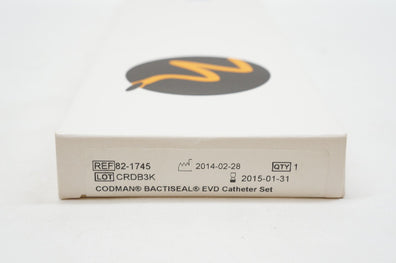 REF 82-1745 2014-02-28 QTY 1
LOT CRDB3K 2015-01-31
CODMAN® BACTISEAL® EVD Catheter Set